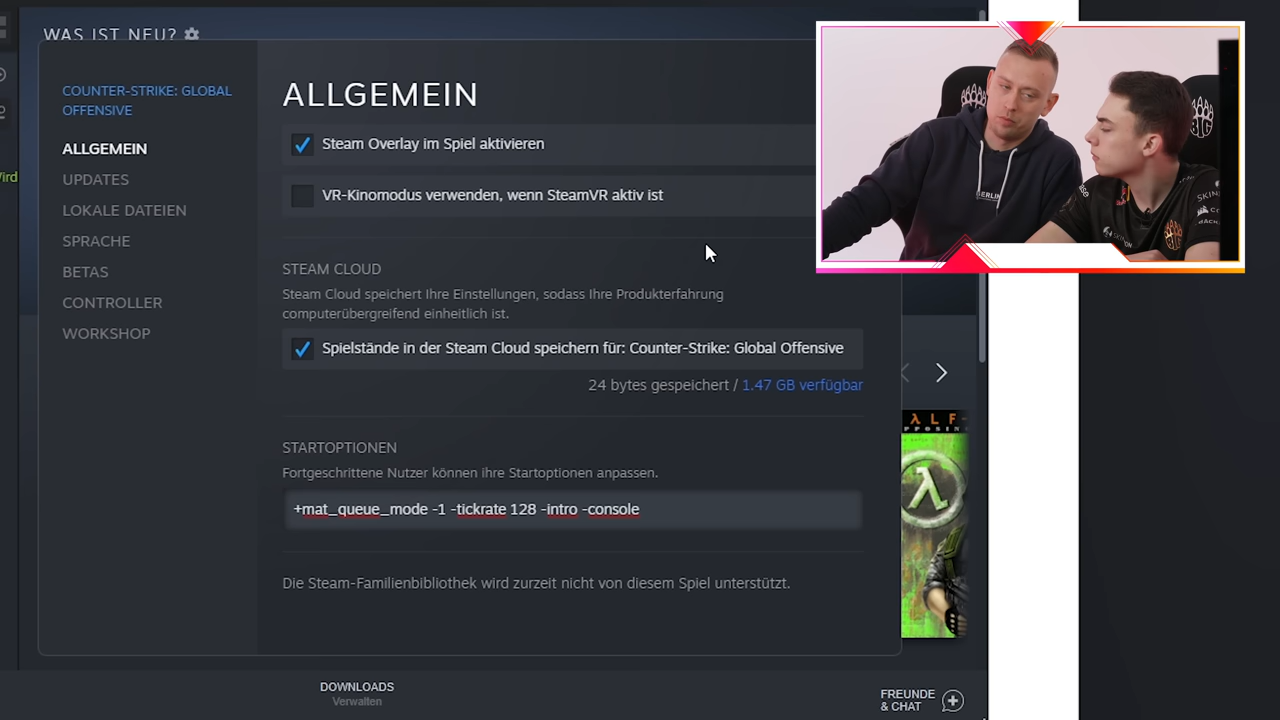 WAS IST NEU?
COUNTER-STRIKE: GLOBAL
OFFENSIVE
ALLGEMEIN
UPDATES
LOKALE DATEIEN
SPRACHE
BETAS
CONTROLLER
WORKSHOP
ALLGEMEIN
Steam Overlay im Spiel aktivieren
VR-Kinomodus verwenden, wenn SteamVR aktiv ist
STEAM CLOUD
Steam Cloud speichert Ihre Einstellungen, sodass Ihre Produkterfahrung
computerübergreifend einheitlich ist.
Spielstände in der Steam Cloud speichern für: Counter-Strike: Global Offensive
24 bytes gespeichert / 1.47 GB verfügbar
STARTOPTIONEN
Fortgeschrittene Nutzer können ihre Startoptionen anpassen.
+mat_queue_mode -1 -tickrate 128 -intro -console
Die Steam-Familienbibliothek wird zurzeit nicht von diesem Spiel unterstützt.
DOWNLOADS
Verwalten
FREUNDE
& CHAT
BIG